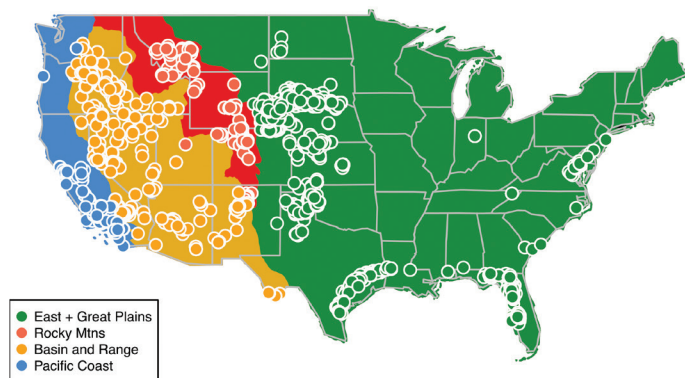 East + Great Plains
Rocky Mtns
Basin and Range
Pacific Coast